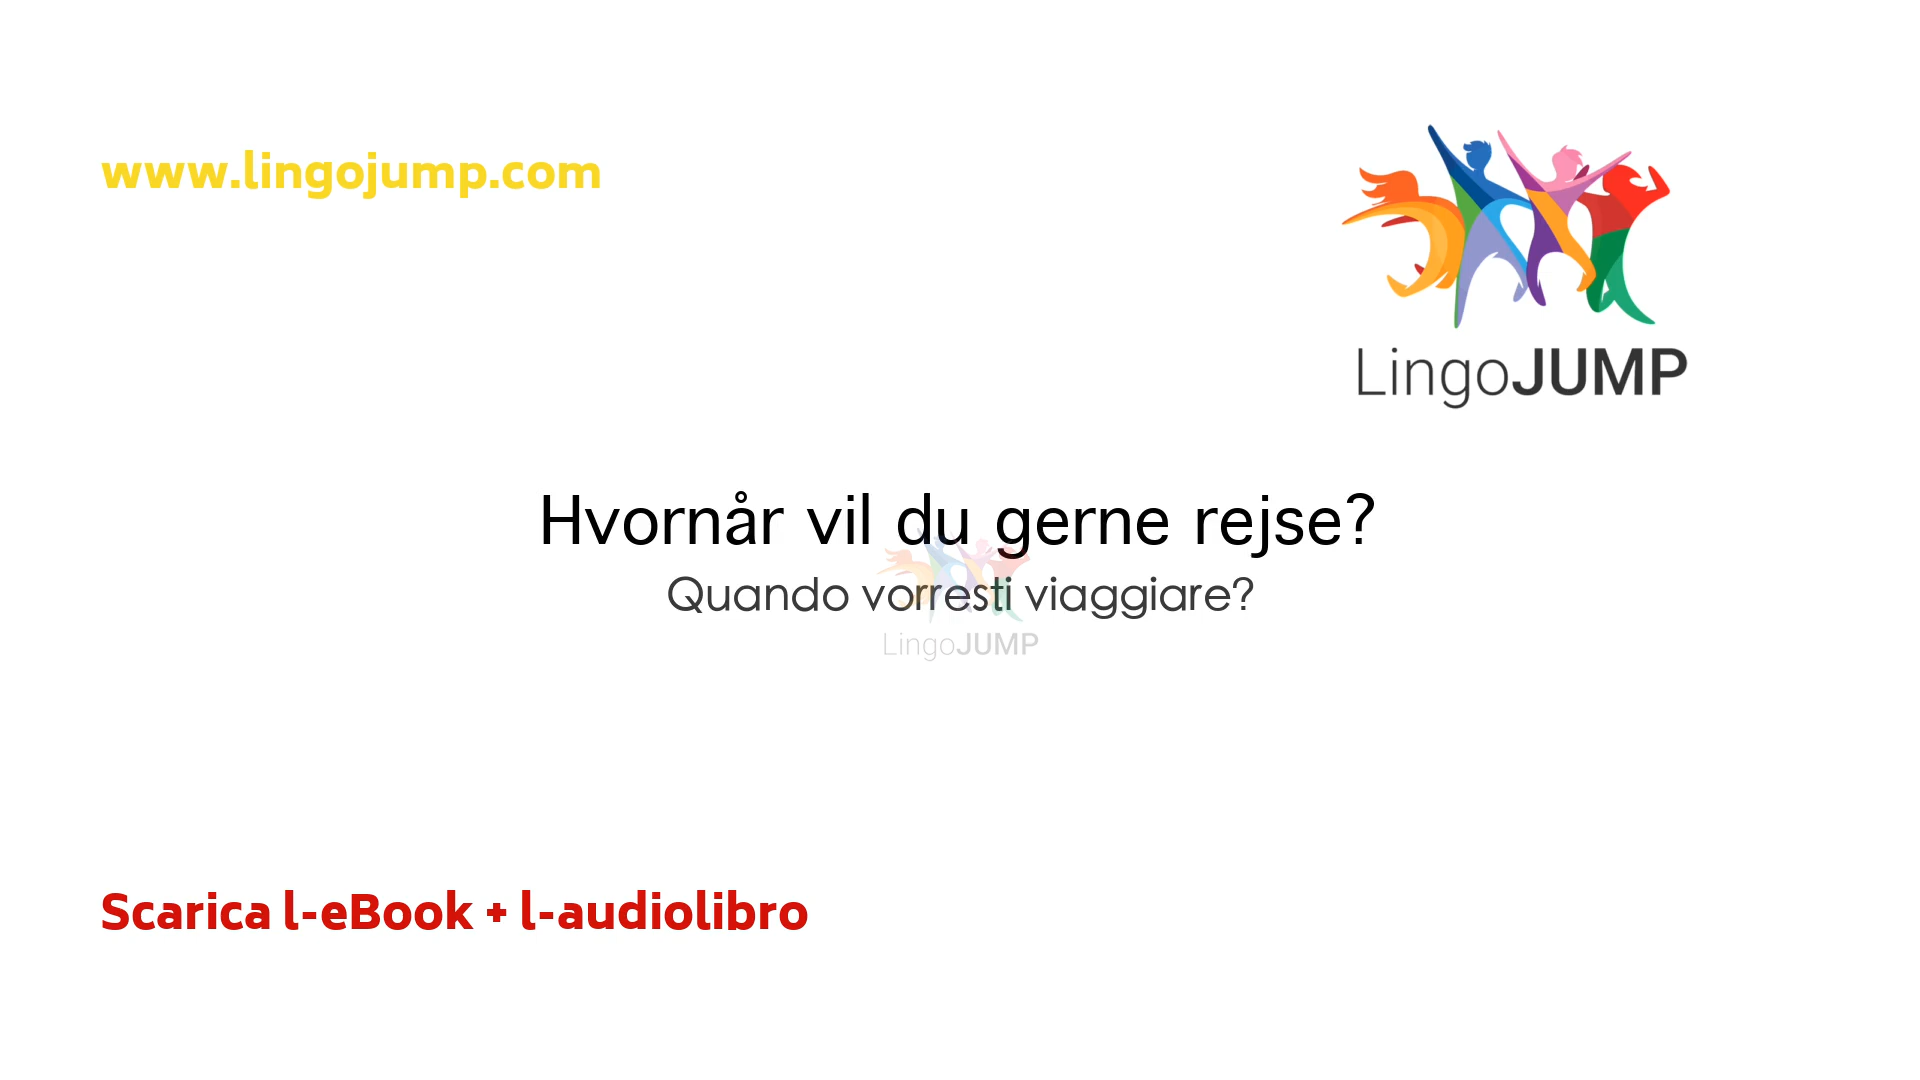 www.lingojump.com
LingoJUMP
Hvornår vil du gerne rejse?
Quando vorresti viaggiare?
LingoJUMP
Scarica l-eBook + l-audiolibro